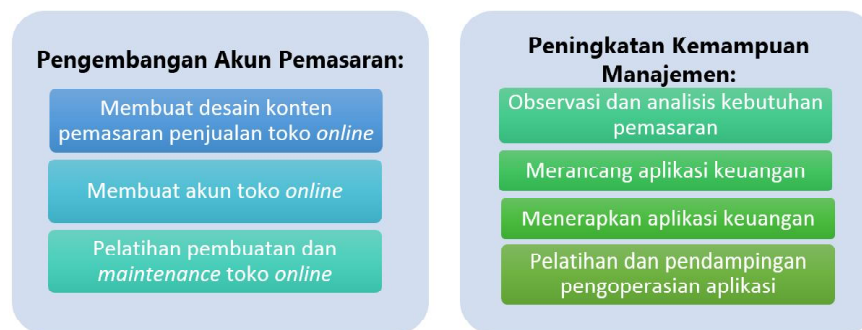 Pengembangan Akun Pemasaran:
Membuat desain konten
pemasaran penjualan toko online
Membuat akun toko online
Pelatihan pembuatan dan
maintenance toko online
Peningkatan Kemampuan
Manajemen:
Observasi dan analisis kebutuhan
pemasaran
Merancang aplikasi keuangan
Menerapkan aplikasi keuangan
Pelatihan dan pendampingan
pengoperasian aplikasi